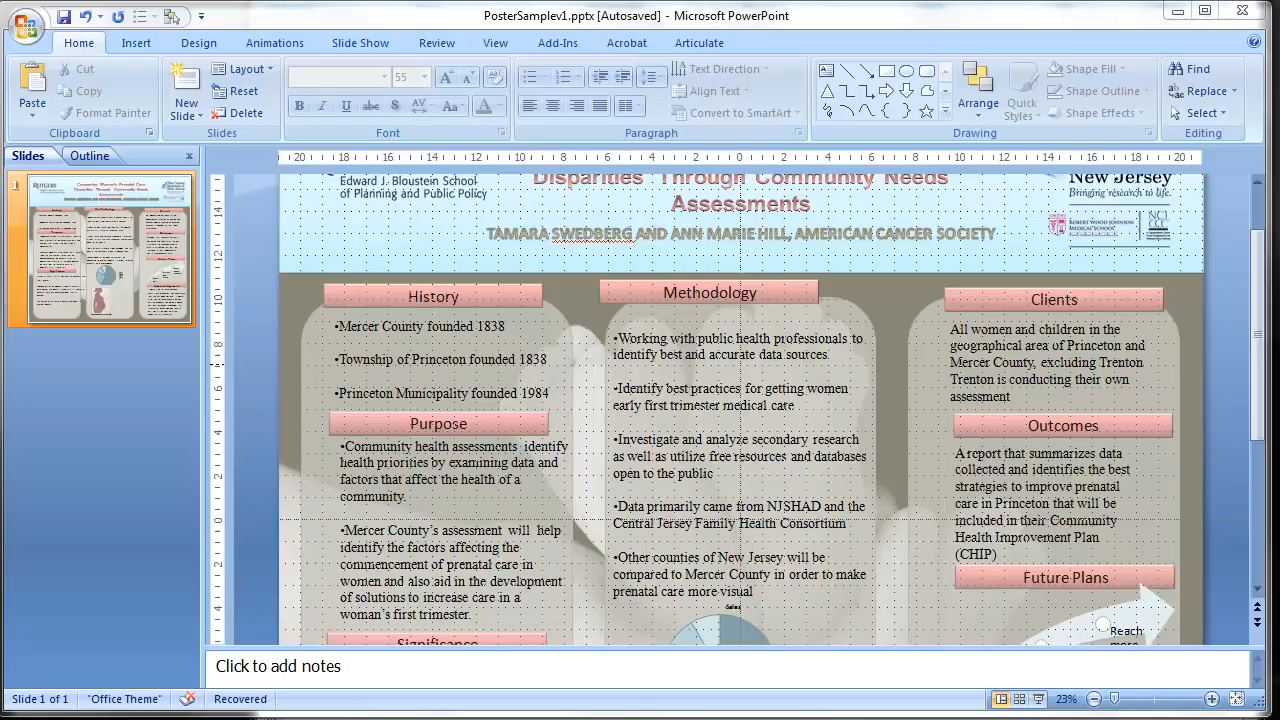 PosterSamplev1.pptx [Autosaved] - Microsoft PowerPoint
Home Insert Design Slide Show Animations Review View Add-Ins Acrobat Articulate
Paste
Cut
Copy
Format Painter
Clipboard
New Slide
Layout
Reset
Delete
Slides
55
Font
Text Direction
Align Text
Convert to SmartArt
Paragraph
Arrange
Quick Styles
Shape Fill
Shape Outline
Shape Effects
Drawing
Find
Replace
Select
Editing
Slides Outline
1
Edward J. Bloustein School
of Planning and Public Policy
Disparities Through Community Needs
Assessments
TAMARA SWEDBERG AND ANN MARIE HILL, AMERICAN CANCER SOCIETY
New Jersey
Bringing research to life.
ROBERT WOOD JOHNSON
MEDICAL SCHOOL
NCI
CCC
History
•Mercer County founded 1838
•Township of Princeton founded 1838
•Princeton Municipality founded 1984
Purpose
•Community health assessments identify
health priorities by examining data and
factors that affect the health of a
community.
•Mercer County's assessment will help
identify the factors affecting the
commencement of prenatal care in
women and also aid in the development
of solutions to increase care in a
woman's first trimester.
Significance
Methodology
•Working with public health professionals to
identify best and accurate data sources
•Identify best practices for getting women
early first trimester medical care
•Investigate and analyze secondary research
as well as utilize free resources and databases
open to the public
•Data primarily came from NJSHAD and the
Central Jersey Family Health Consortium
•Other counties of New Jersey will be
compared to Mercer County in order to make
prenatal care more visual
Sales
Clients
All women and children in the
geographical area of Princeton and
Mercer County, excluding Trenton
Trenton is conducting their own
assessment
Outcomes
A report that summarizes data
collected and identifies the best
strategies to improve prenatal
care in Princeton that will be
included in their Community
Health Improvement Plan
(CHIP)
Future Plans
Reach
more
Click to add notes
Slide 1 of 1 "Office Theme" Recovered 23%